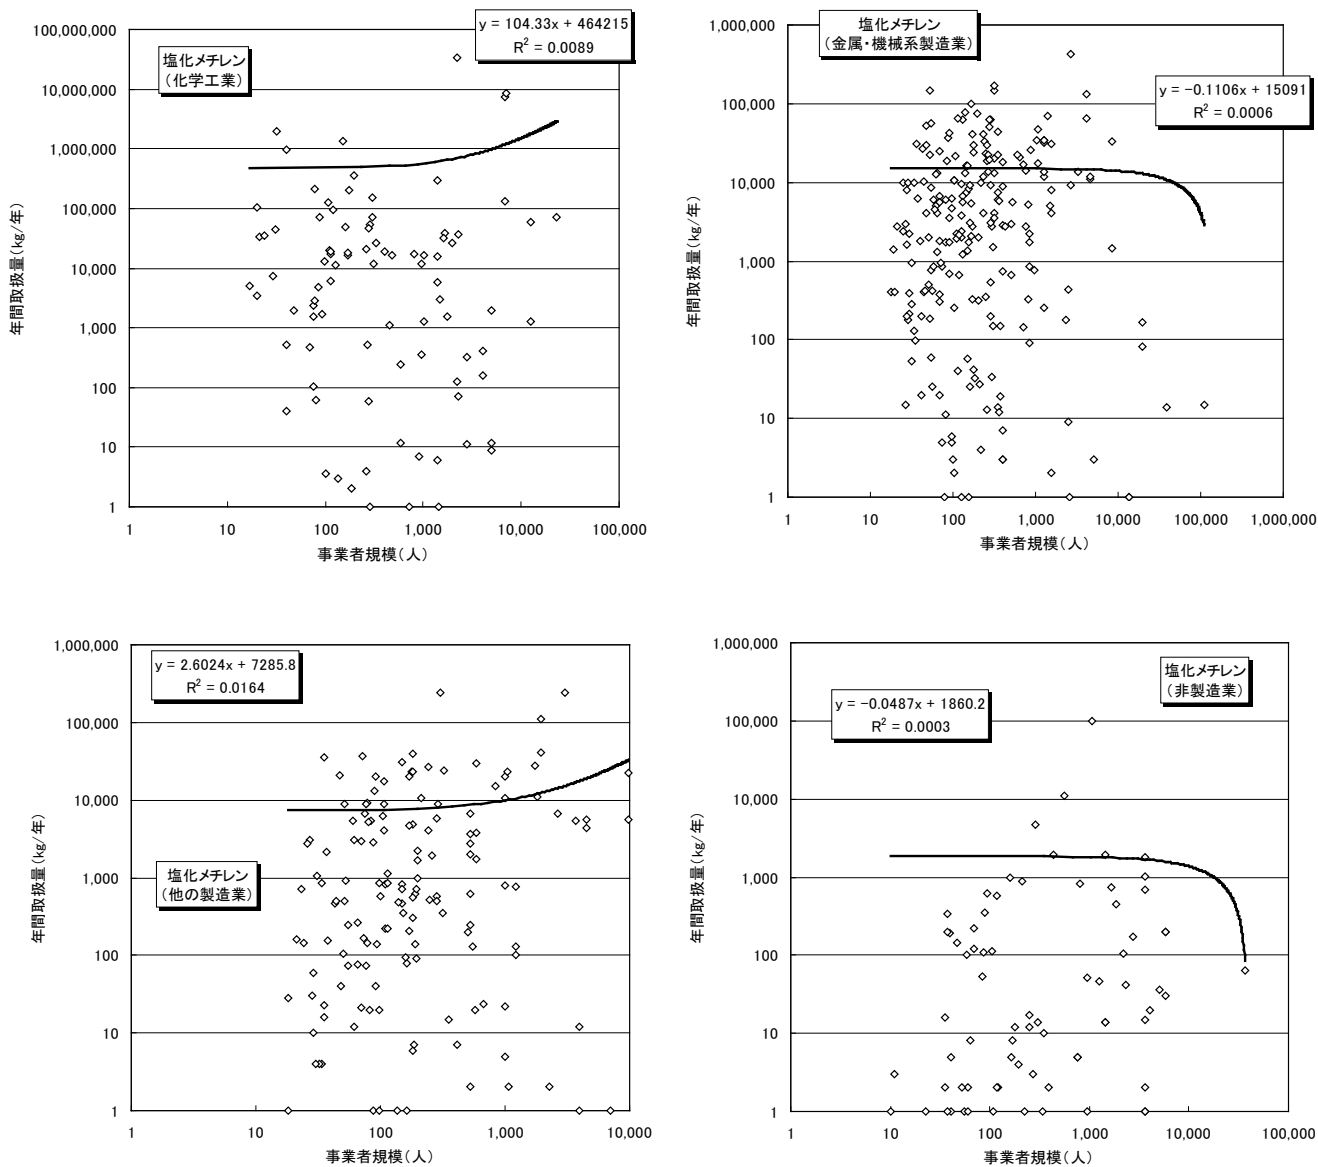 塩化メチレン
（化学工業）
y = 104.33x + 464215
R² = 0.0089
100,000,000
10,000,000
1,000,000
100,000
10,000
1,000
100
10
1
年間取扱量（kg/年）
1
10
100
1,000
10,000
100,000
事業者規模（人）
塩化メチレン
（金属・機械系製造業）
y = −0.1106x + 15091
R² = 0.0006
1,000,000
100,000
10,000
1,000
100
10
1
年間取扱量（kg/年）
1
10
100
1,000
10,000
100,000
1,000,000
事業者規模（人）
y = 2.6024x + 7285.8
R² = 0.0164
塩化メチレン
（他の製造業）
1,000,000
100,000
10,000
1,000
100
10
1
年間取扱量（kg/年）
1
10
100
1,000
10,000
事業者規模（人）
塩化メチレン
（非製造業）
y = −0.0487x + 1860.2
R² = 0.0003
1,000,000
100,000
10,000
1,000
100
10
1
年間取扱量（kg/年）
1
10
100
1,000
10,000
100,000
事業者規模（人）